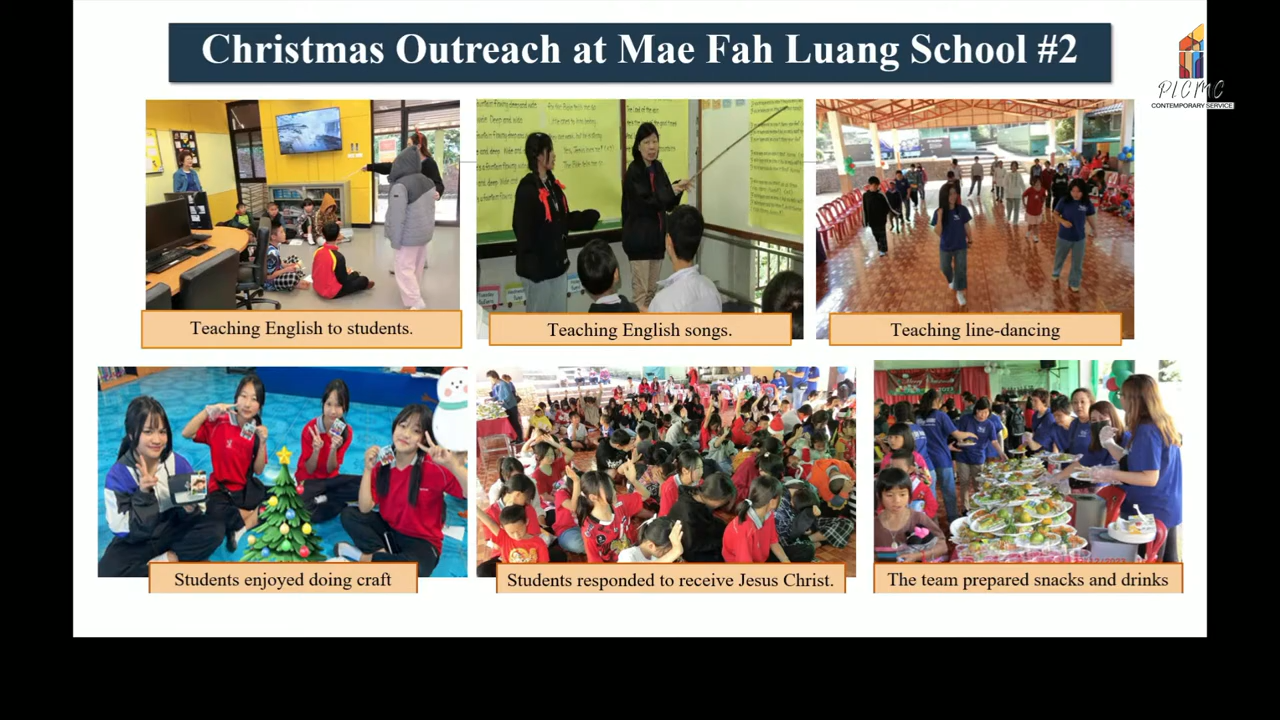 Christmas Outreach at Mae Fah Luang School #2
PLCMC
CONTEMPORARY SERVICE
Teaching English to students.
Teaching English songs.
Teaching line-dancing
Students enjoyed doing craft
Students responded to receive Jesus Christ.
The team prepared snacks and drinks